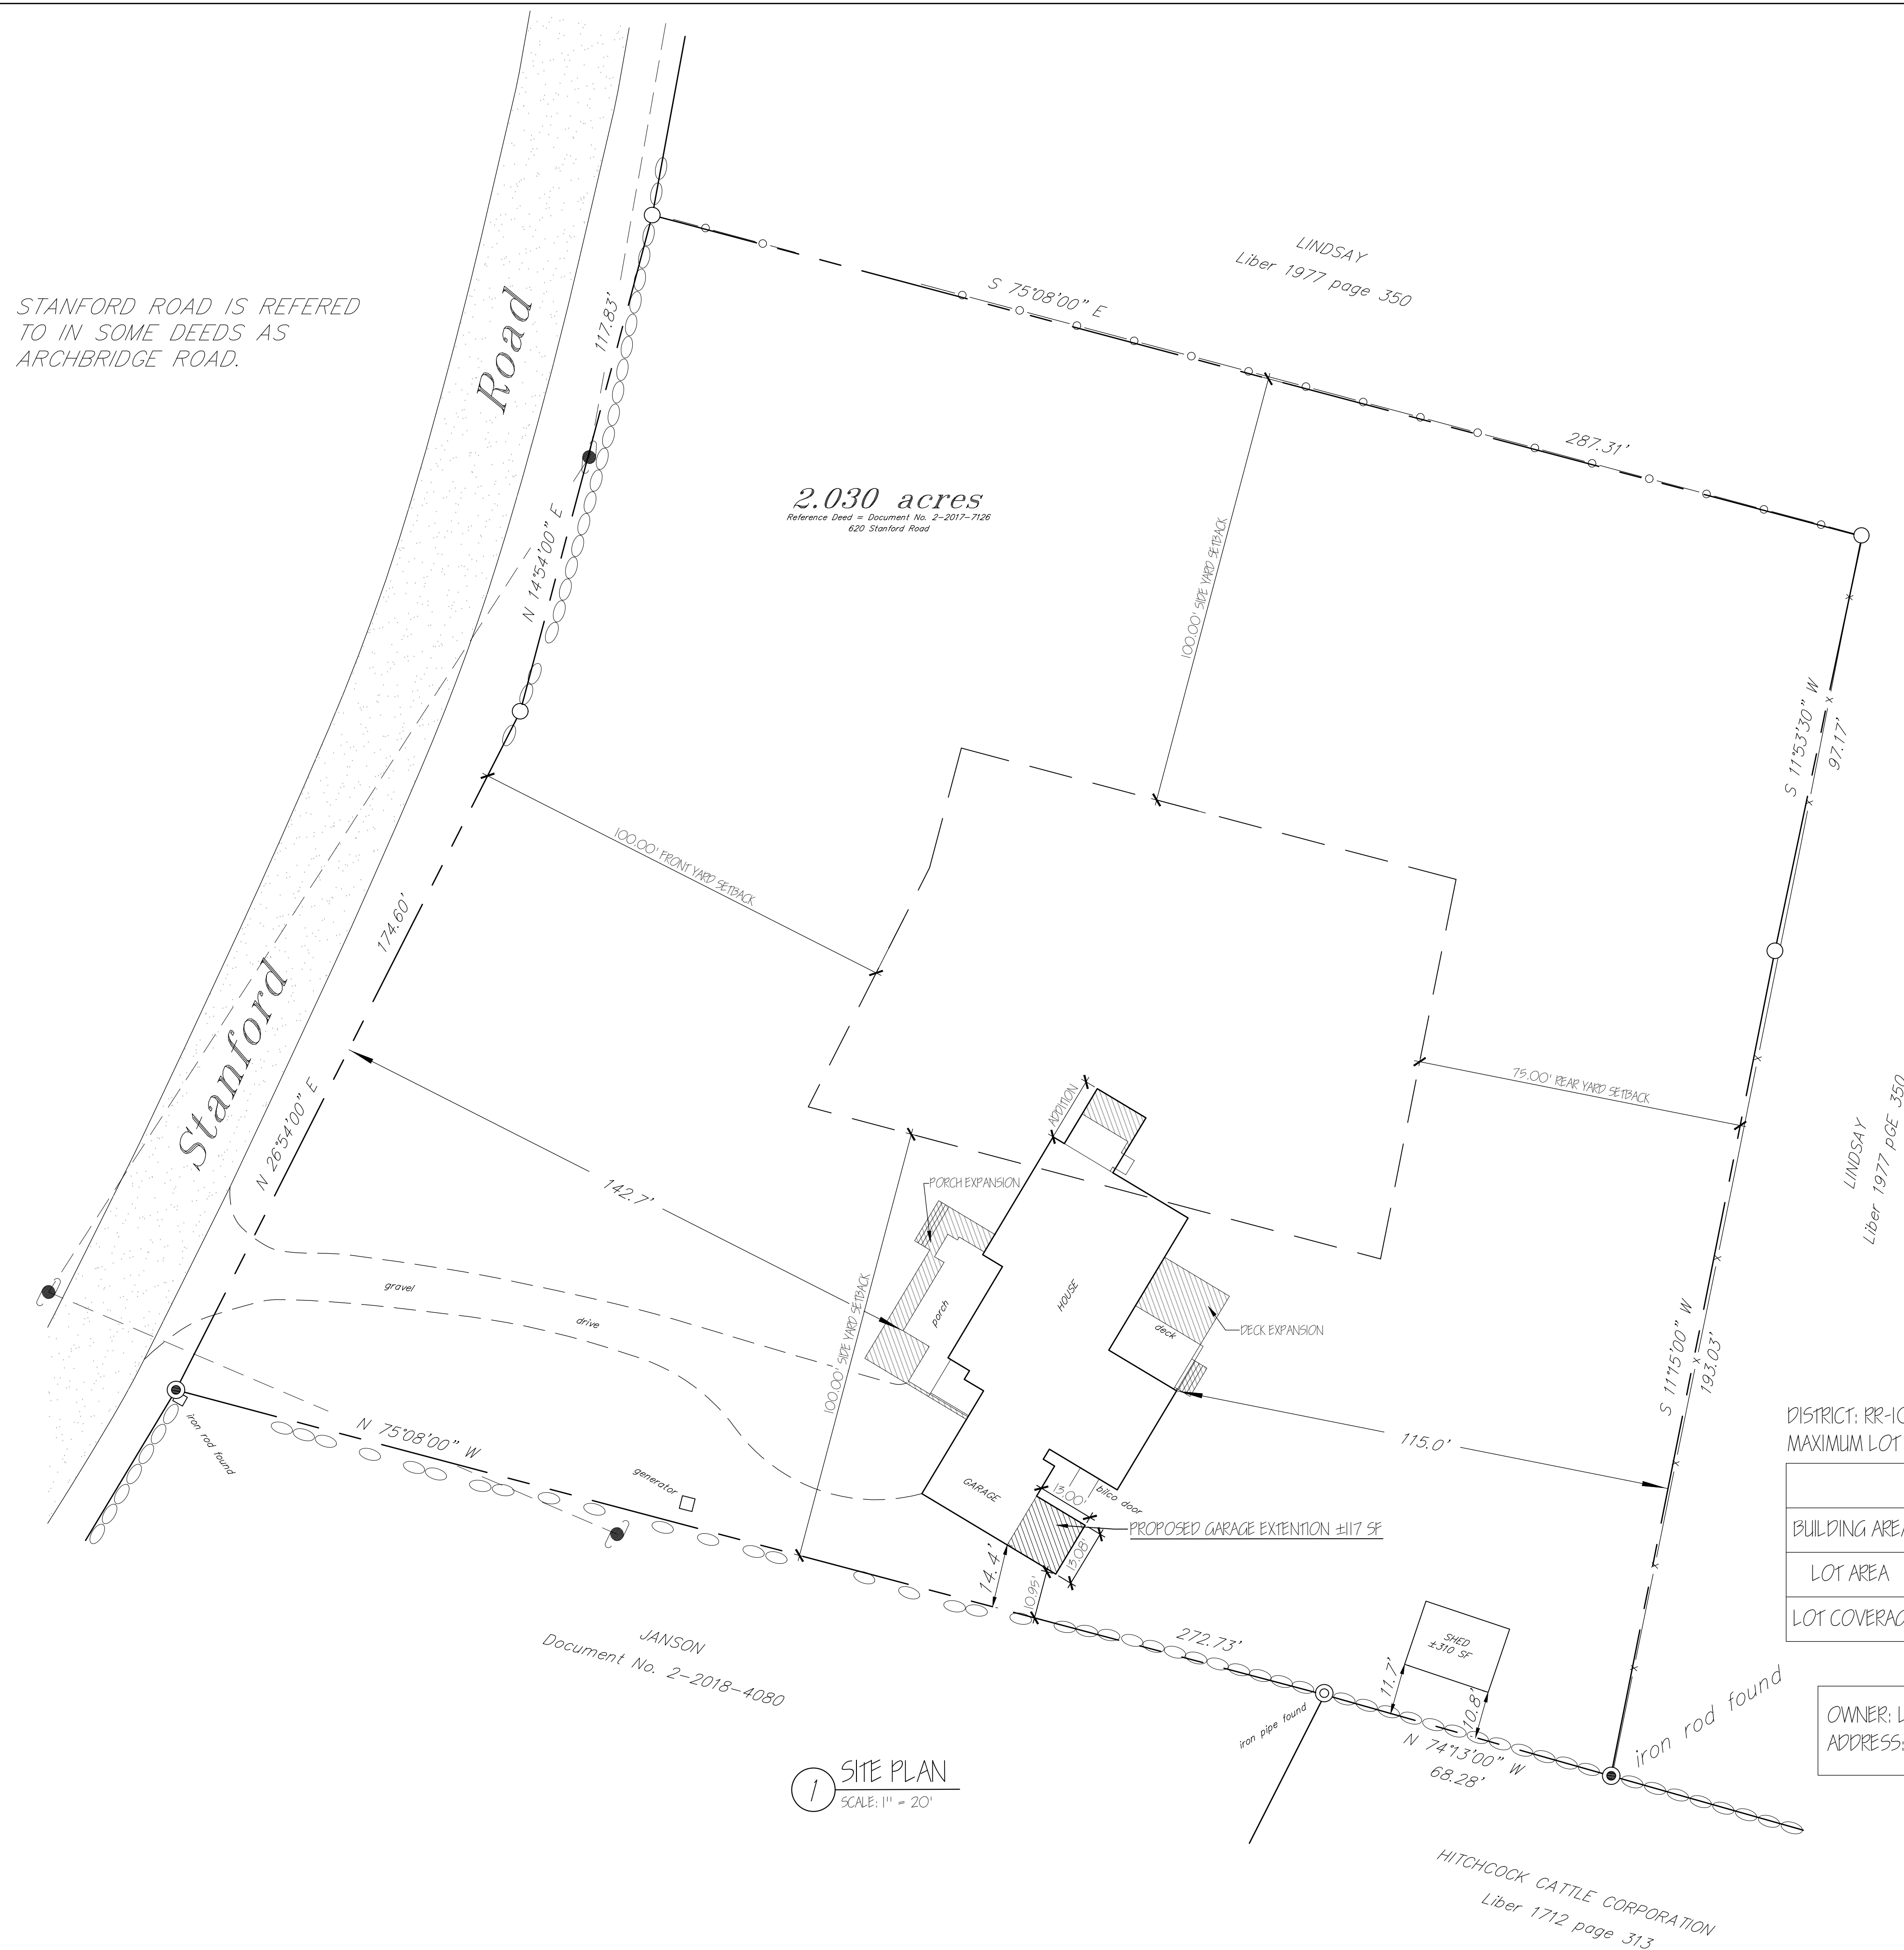 LINDSAY
Liber 1977 page 350
S 75°08'00" E
287.31'
STANFORD ROAD IS REFERED
TO IN SOME DEEDS AS
ARCHBRIDGE ROAD.
Stanford Road
117.83'
N 14°54'00" E
2.030 acres
Reference Deed = Document No. 2-2017-7126
620 Stanford Road
100.00' SIDE YARD SETBACK
S 11°53'30" W
97.17'
100.00' FRONT YARD SETBACK
174.60'
N 26°54'00" E
75.00' REAR YARD SETBACK
LINDSAY
Liber 1977 pGE 350
ADDITION
PORCH EXPANSION
142.7'
100.00' SIDE YARD SETBACK
gravel
drive
porch
HOUSE
deck
DECK EXPANSION
S 11°15'00" W
193.03'
115.0'
iron rod found
N 75°08'00" W
generator
GARAGE
13.00'
bilco door
PROPOSED GARAGE EXTENTION ±117 SF
13.08'
14.4'
10.95'
272.73'
JANSON
Document No. 2-2018-4080
SHED
±310 SF
11.7'
10.8'
iron pipe found
N 74°13'00" W
68.28'
iron rod found
DISTRICT: RR-10
MAXIMUM LOT
BUILDING AREA
LOT AREA
LOT COVERAG
OWNER: L
ADDRESS:
1
SITE PLAN
SCALE: 1" = 20'
HITCHCOCK CATTLE CORPORATION
Liber 1712 page 313